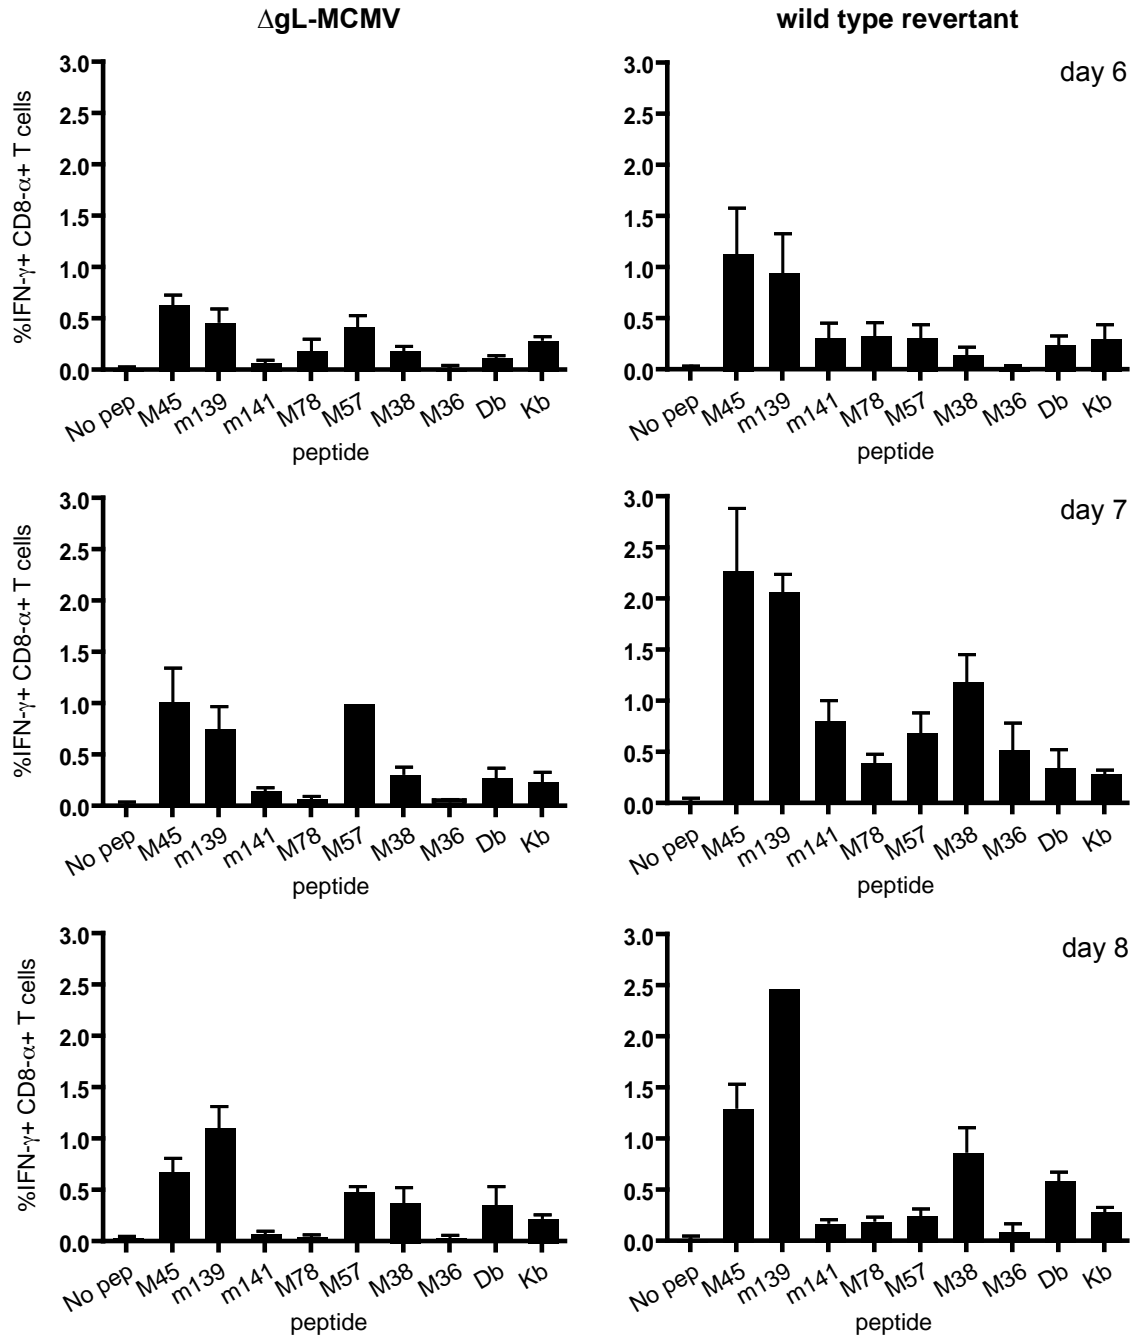 ΔgL-MCMV
wild type revertant
%IFN-γ+ CD8-α+ T cells
3.0
2.5
2.0
1.5
1.0
0.5
0.0
No pep M45 m139 m141 M78 M57 M38 M36 Db Kb
peptide
day 6
3.0
2.5
2.0
1.5
1.0
0.5
0.0
No pep M45 m139 m141 M78 M57 M38 M36 Db Kb
peptide
%IFN-γ+ CD8-α+ T cells
3.0
2.5
2.0
1.5
1.0
0.5
0.0
No pep M45 m139 m141 M78 M57 M38 M36 Db Kb
peptide
day 7
3.0
2.5
2.0
1.5
1.0
0.5
0.0
No pep M45 m139 m141 M78 M57 M38 M36 Db Kb
peptide
%IFN-γ+ CD8-α+ T cells
3.0
2.5
2.0
1.5
1.0
0.5
0.0
No pep M45 m139 m141 M78 M57 M38 M36 Db Kb
peptide
day 8
3.0
2.5
2.0
1.5
1.0
0.5
0.0
No pep M45 m139 m141 M78 M57 M38 M36 Db Kb
peptide